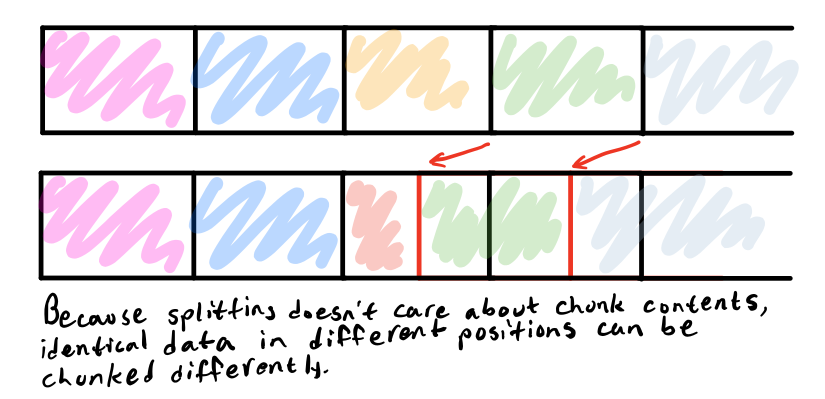 Because splitting doesn't care about chunk contents,
identical data in different positions can be
chunked differently.